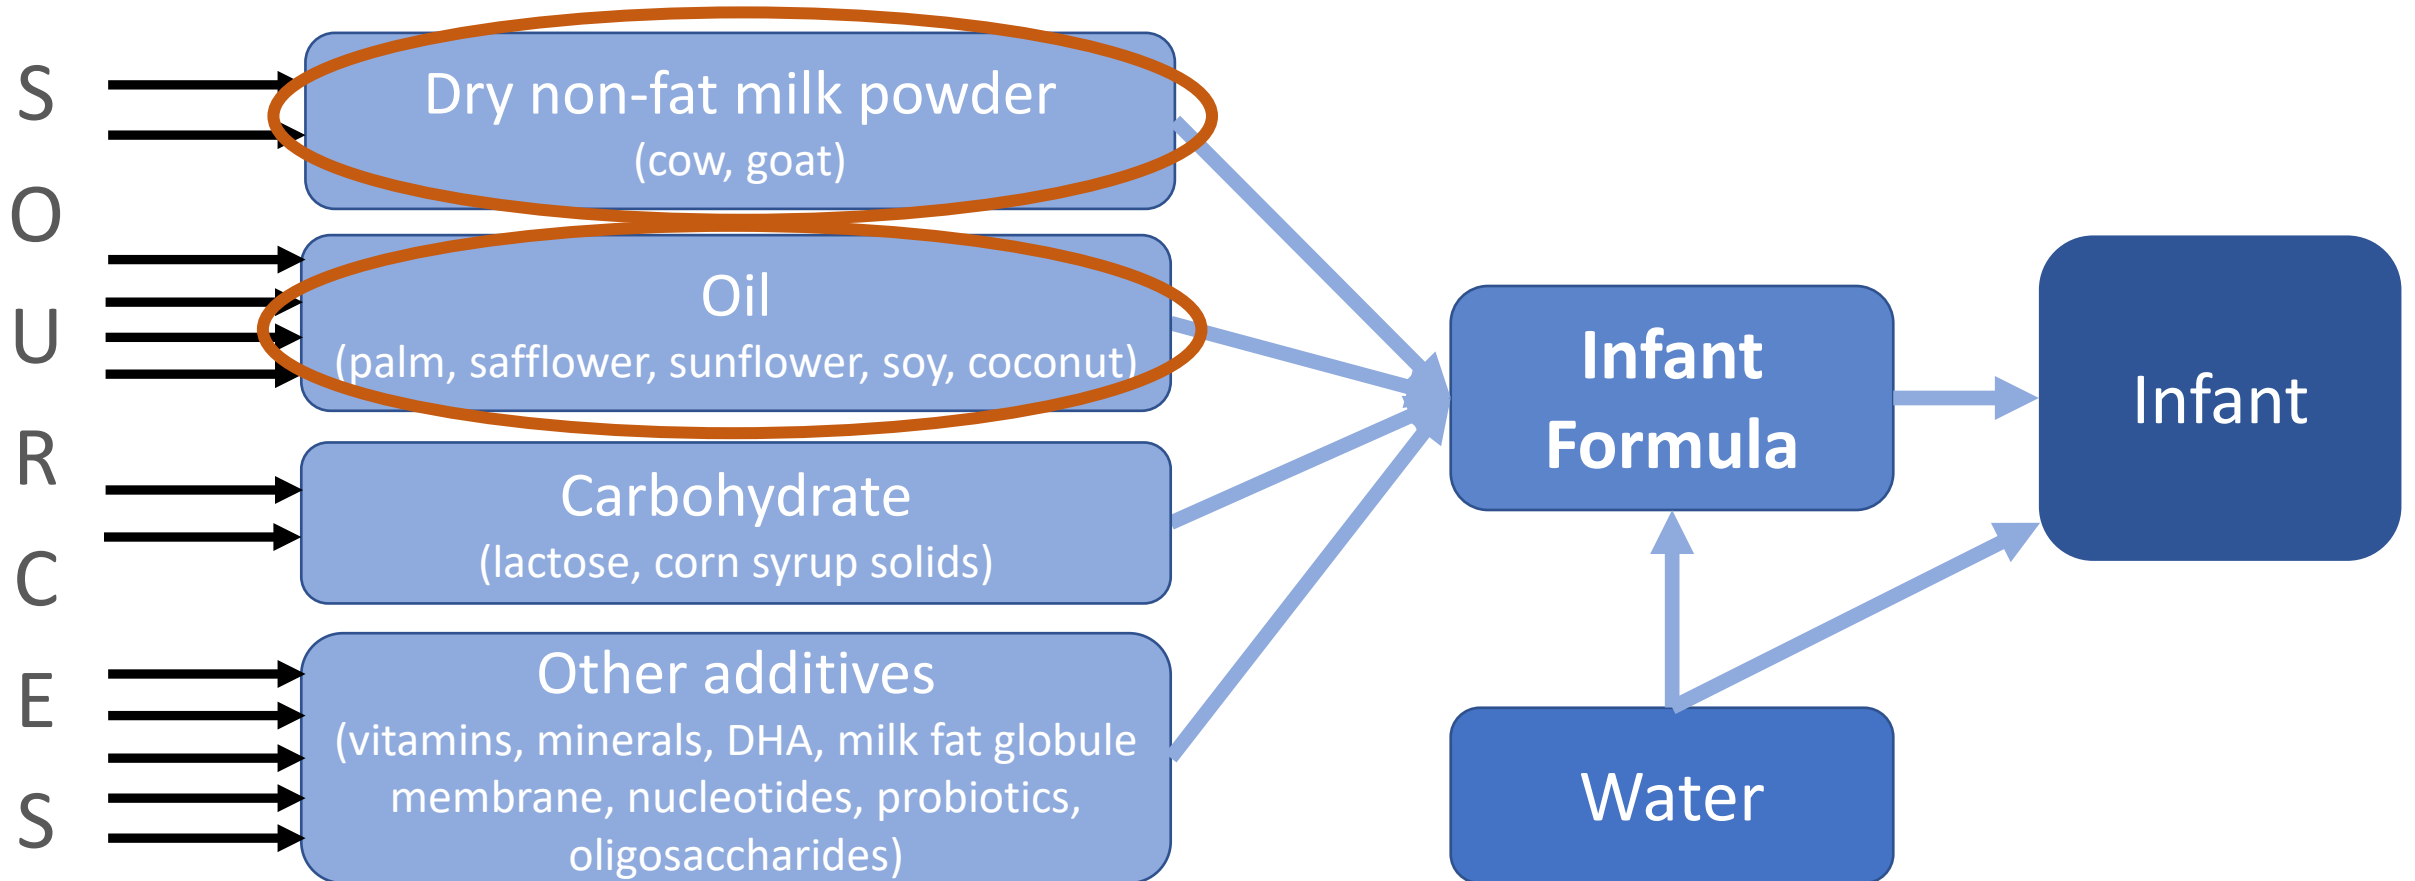 SOURCES
Dry non-fat milk powder
(cow, goat)
Oil
(palm, safflower, sunflower, soy, coconut)
Carbohydrate
(lactose, corn syrup solids)
Other additives
(vitamins, minerals, DHA, milk fat globule
membrane, nucleotides, probiotics,
oligosaccharides)
Infant
Formula
Infant
Water